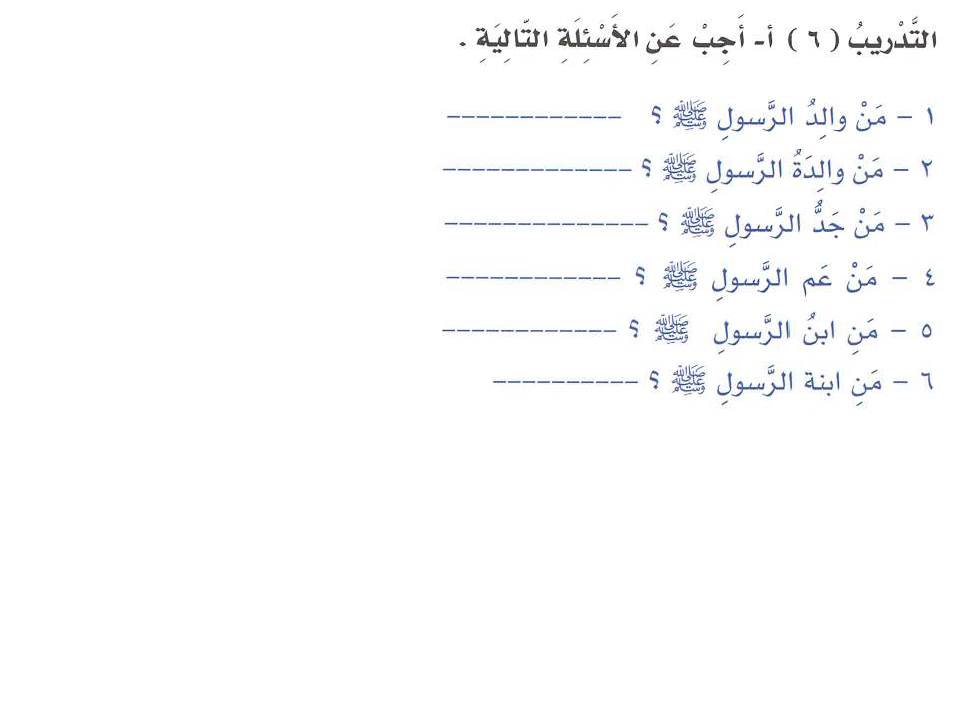 التَّدْريبُ ( ٦ ) أ- أَجِبْ عَنِ الأَسْئِلَةِ التّالِيَةِ .
١ – مَنْ والِدُ الرَّسولِ ﷺ ؟ ------------
٢ – مَنْ والِدَةُ الرَّسولِ ﷺ ؟ -------------
٣ – مَنْ جَدُّ الرَّسولِ ﷺ ؟ --------------
٤ – مَنْ عَم الرَّسولِ ﷺ ؟ ------------
٥ – مَنِ ابنُ الرَّسولِ ﷺ ؟ ------------
٦ – مَنِ ابنة الرَّسولِ ﷺ ؟ ----------